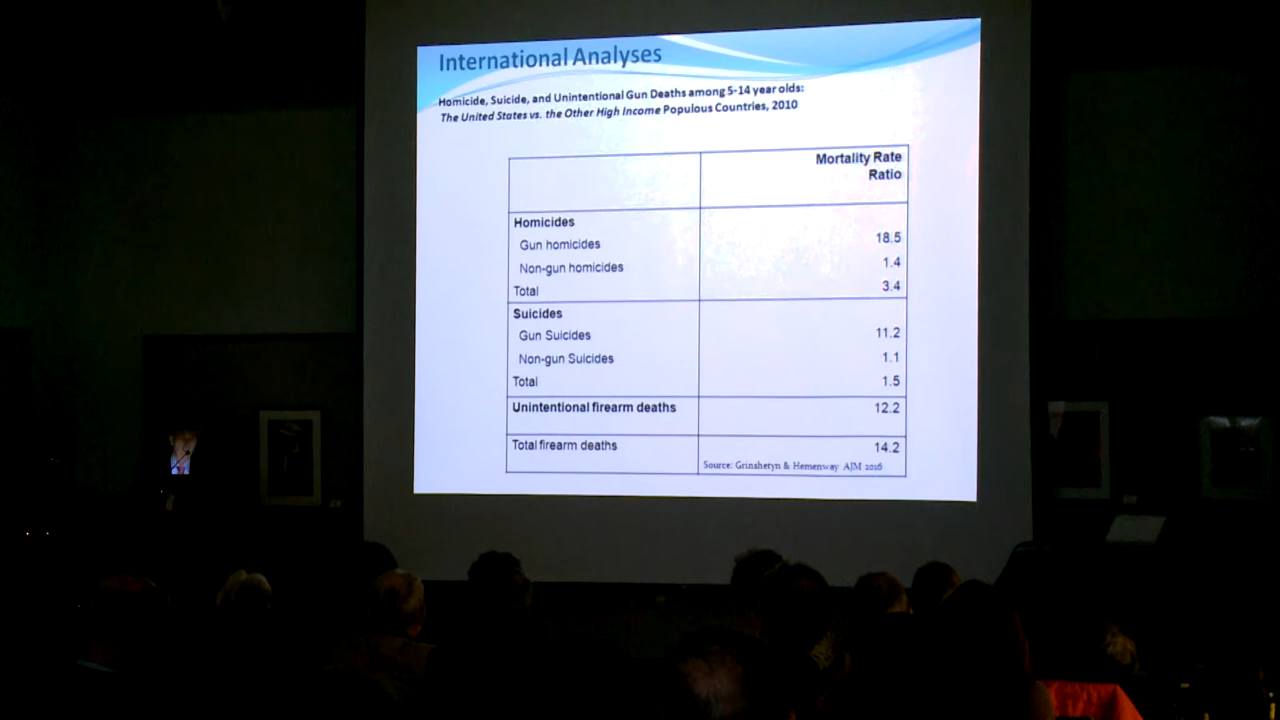 International Analyses
Homicide, Suicide, and Unintentional Gun Deaths among 5-14 year olds:
The United States vs. the Other High Income Populous Countries, 2010
Mortality Rate
Ratio
Homicides
Gun homicides 18.5
Non-gun homicides 1.4
Total 3.4
Suicides
Gun Suicides 11.2
Non-gun Suicides 1.1
Total 1.5
Unintentional firearm deaths 12.2
Total firearm deaths 14.2
Source: Grinsheryn & Hemenway AJM 2016